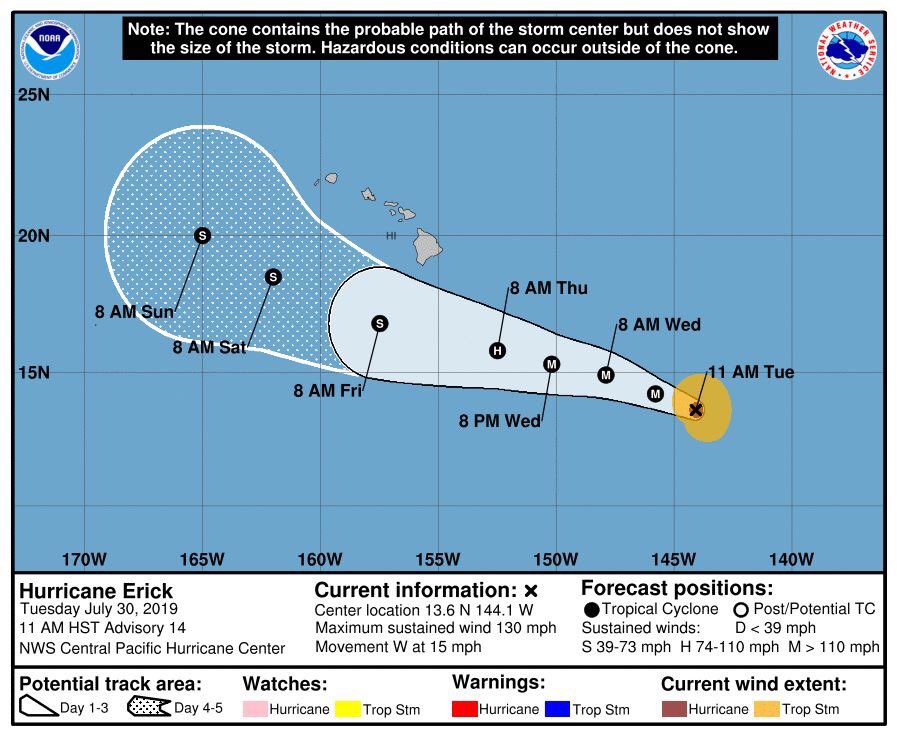 Note: The cone contains the probable path of the storm center but does not show
the size of the storm. Hazardous conditions can occur outside of the cone.
NOAA
NATIONAL WEATHER SERVICE
25N
20N
HI
S
S
8 AM Sun
8 AM Thu
8 AM Sat
S
8 AM Wed
H
M
M
11 AM Tue
15N
8 AM Fri
M
8 PM Wed
170W 165W 160W 155W 150W 145W 140W
Hurricane Erick
Tuesday July 30, 2019
11 AM HST Advisory 14
NWS Central Pacific Hurricane Center
Current information: ×
Center location 13.6 N 144.1 W
Maximum sustained wind 130 mph
Movement W at 15 mph
Forecast positions:
Tropical Cyclone Post/Potential TC
Sustained winds: D < 39 mph
S 39-73 mph H 74-110 mph M > 110 mph
Potential track area:
Day 1-3 Day 4-5
Watches:
Hurricane Trop Stm
Warnings:
Hurricane Trop Stm
Current wind extent:
Hurricane Trop Stm